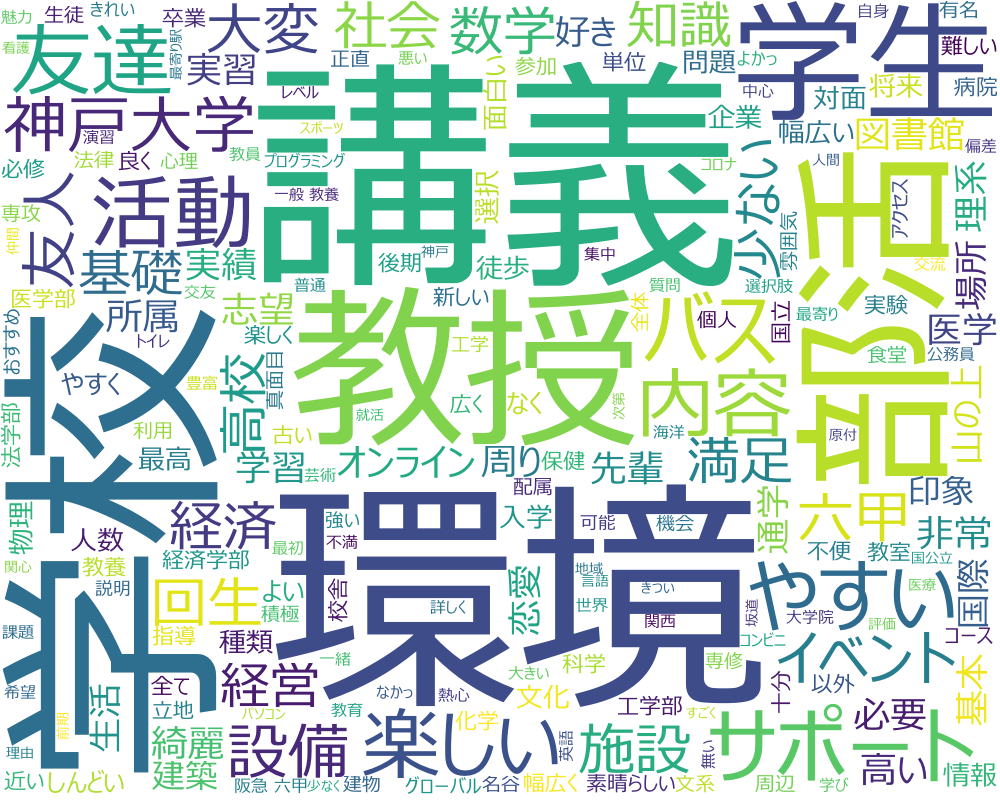 魅力
生徒
きれい
卒業
大変
社会
数学
好き
知識
学生
自身
有名
看護
友達
最寄り駅
実習
正直
悪い
参加
単位
問題
よかっ
難しい
レベル
面白い
中心
将来
病院
神戸大学
演習
スポーツ
講義
企業
対面
幅広い
図書館
偏差
必修
法律
良く
心理
教員
プログラミング
コロナ
人間
一般 教養
選択
少ない
雰囲気
部活
アクセス
理系
専攻
友人
活動
仲間
基礎
実績
後期
神戸
徒歩
集中
選択肢
場所
交流
医学部
交友
普通
新しい
質問
最寄り
実験
おすすめ
所属
志望
教授
全体
バス
個人
国立
医学
トイレ
楽しく
工学
食堂
公務員
学校
やすく
高校
真面目
豊富
広く
なく
次第
内容
山の上
法学部
利用
古い
就活
海洋
原付
最高
学習
芸術
オンライン
周り
保健
先輩
満足
通学
六甲
印象
物理
経済
配属
入学
可能
機会
非常
人数
強い
不満
環境
不便
教室
国公立
関心
教養
経済学部
最初
校舎
恋愛
地域
言語
きつい
やすい
国際
説明
回生
よい
積極
詳しく
世界
関西
坂道
大学院
医療
課題
指導
種類
コンビニ
評価
コース
一緒
科学
専修
イベント
希望
生活
全て
経営
なかっ
熱心
大きい
文化
十分
以外
基本
立地
パソコン
教育
楽しい
化学
工学部
すごく
サポート
必要
前期
理由
綺麗
設備
英語
施設
無い
高い
近い
しんどい
建築
阪急 六甲
少なく
建物
グローバル
名谷
幅広く
素晴らしい
文系
周辺
学び
情報